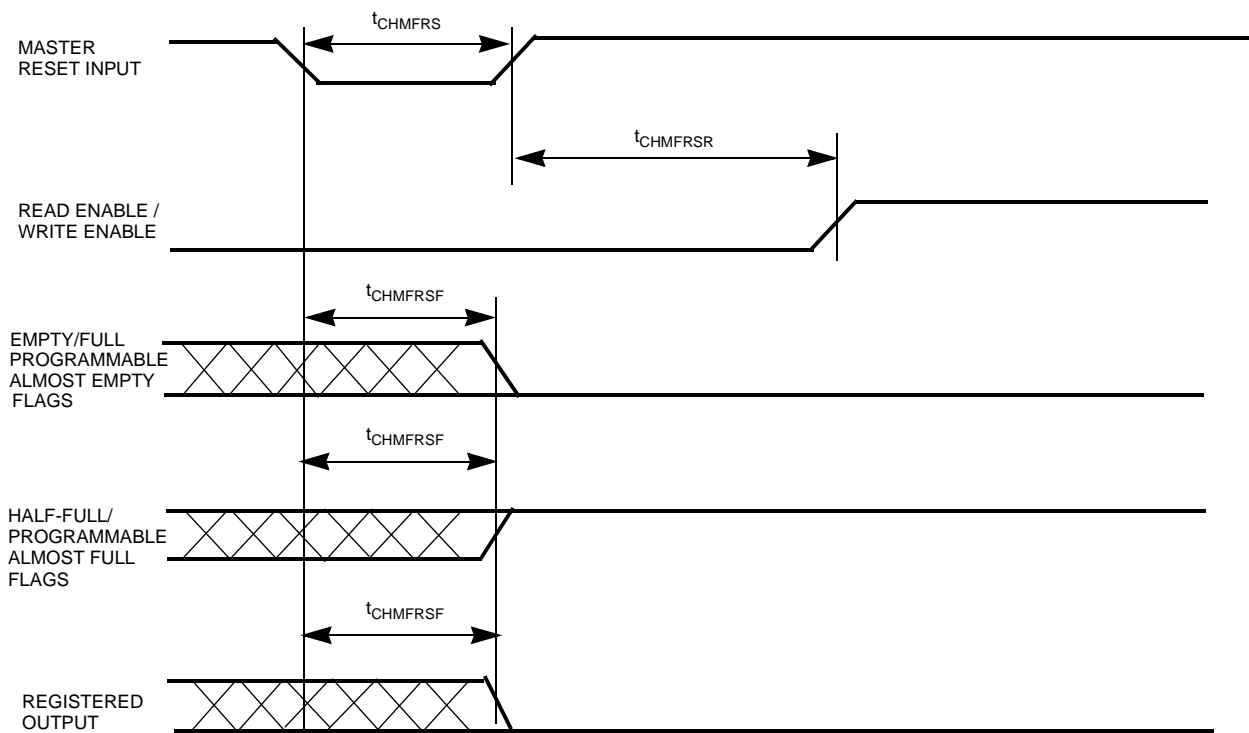 tCHMFRS
MASTER
RESET INPUT
tCHMFRSR
READ ENABLE /
WRITE ENABLE
tCHMFRSF
EMPTY/FULL
PROGRAMMABLE
ALMOST EMPTY
FLAGS
tCHMFRSF
HALF-FULL/
PROGRAMMABLE
ALMOST FULL
FLAGS
tCHMFRSF
REGISTERED
OUTPUT